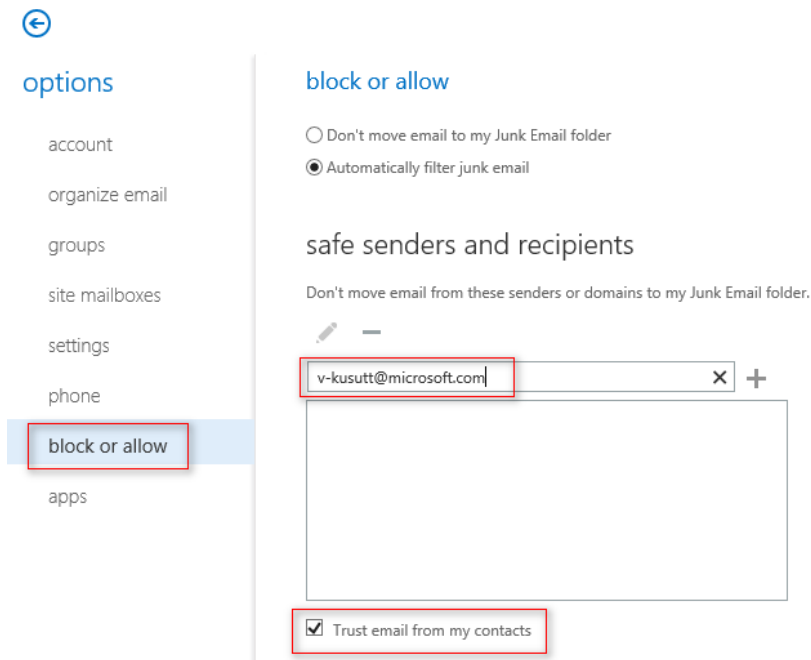 options
account
organize email
groups
site mailboxes
settings
phone
block or allow
apps
block or allow
Don't move email to my Junk Email folder
Automatically filter junk email
safe senders and recipients
Don't move email from these senders or domains to my Junk Email folder.
v-kusutt@microsoft.com
Trust email from my contacts